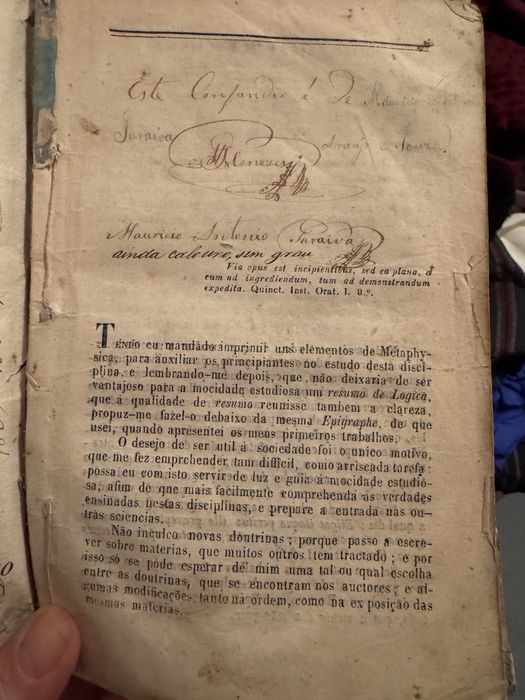 Este Compendio é De Mauricio
Saraiva Araujo e Souza
Menezes
Mauricio Antonio Saraiva
ainda calouro, sem grau
Via opus est incipientibus, sed ea plana, et
cum ad ingrediendum, tum ad demonstrandum
expedita. Quinct. Inst. Orat. l. 8.º.
TENDO eu mandado imprimir uns elementos de Metaphy-
sica, para auxiliar os principiantes no estudo desta disci-
plina, e lembrando-me depois, que não deixaria de ser
vantajoso para a mocidade estudiosa um resumo de Logica,
que á qualidade de resumo reunisse tambem a clareza,
propuz-me fazel-o debaixo da mesma Epigraphe, de que
usei, quando apresentei os meus primeiros trabalhos.
O desejo de ser util á sociedade foi o unico motivo,
que me fez emprehender tam difficil, como arriscada tarefa:
possa eu com isto servir de luz e guia á mocidade estudio-
sa, afim de que mais facilmente comprehenda as verdades
ensinadas nestas disciplinas, e prepare a entrada nas ou-
tras sciencias.
Não inculco novas doutrinas; porque passo a escre-
ver sobre materias, que muitos outros tem tractado; e por
isso só se póde esperar de mim uma tal ou qual escolha
entre as doutrinas, que se encontram nos auctores; e al-
gumas modificações tanto na ordem, como na exposição das
mesmas materias.